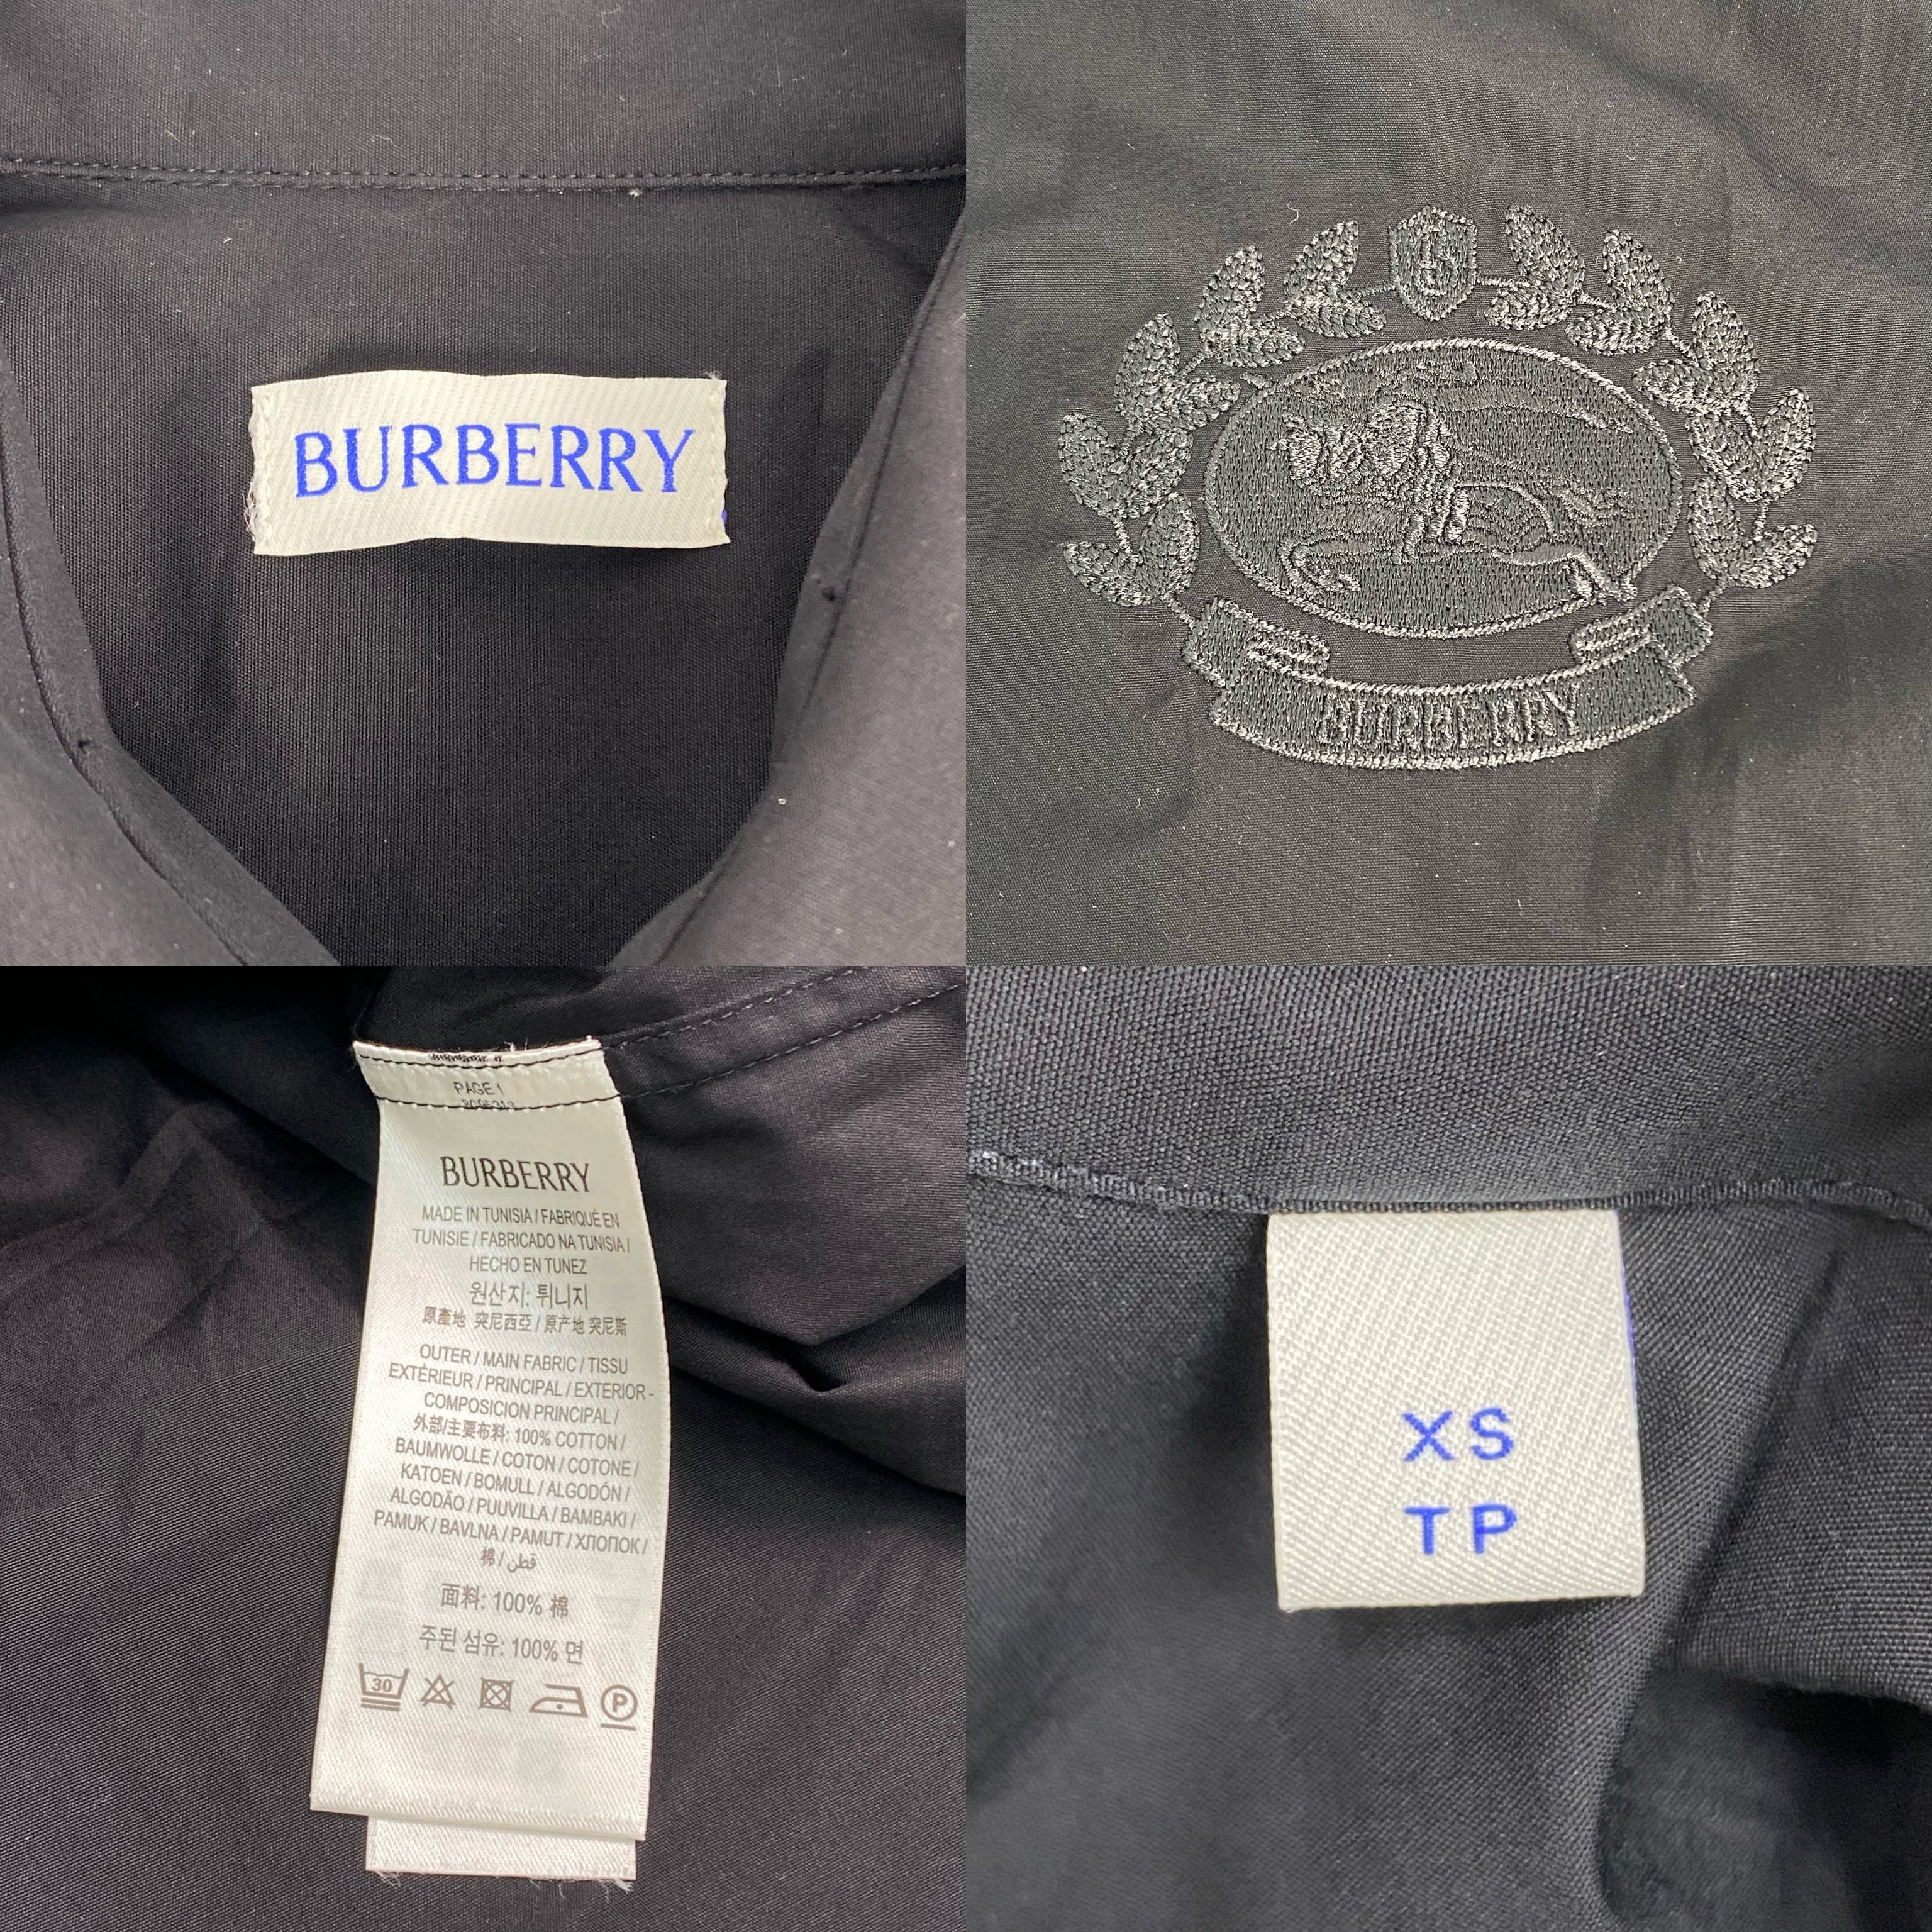 BURBERRY
B
BURBERRY
PAGE 1
BURBERRY
MADE IN TUNISIA / FABRIQUÉ EN
TUNISIE / FABRICADO NA TUNISIA /
HECHO EN TUNEZ
원산지: 튀니지
原產地 突尼西亞 / 原产地 突尼斯
OUTER / MAIN FABRIC / TISSU
EXTÉRIEUR / PRINCIPAL / EXTERIOR -
COMPOSICION PRINCIPAL /
外部/主要布料: 100% COTTON /
BAUMWOLLE / COTON / COTONE /
KATOEN / BOMULL / ALGODÓN /
ALGODÃO / PUUVILLA / BAMBAKI /
PAMUK / BAVLNA / PAMUT / ХЛОПОК /
棉 / قطن
面料: 100% 棉
주된 섬유: 100% 면
30 P
XS
TP